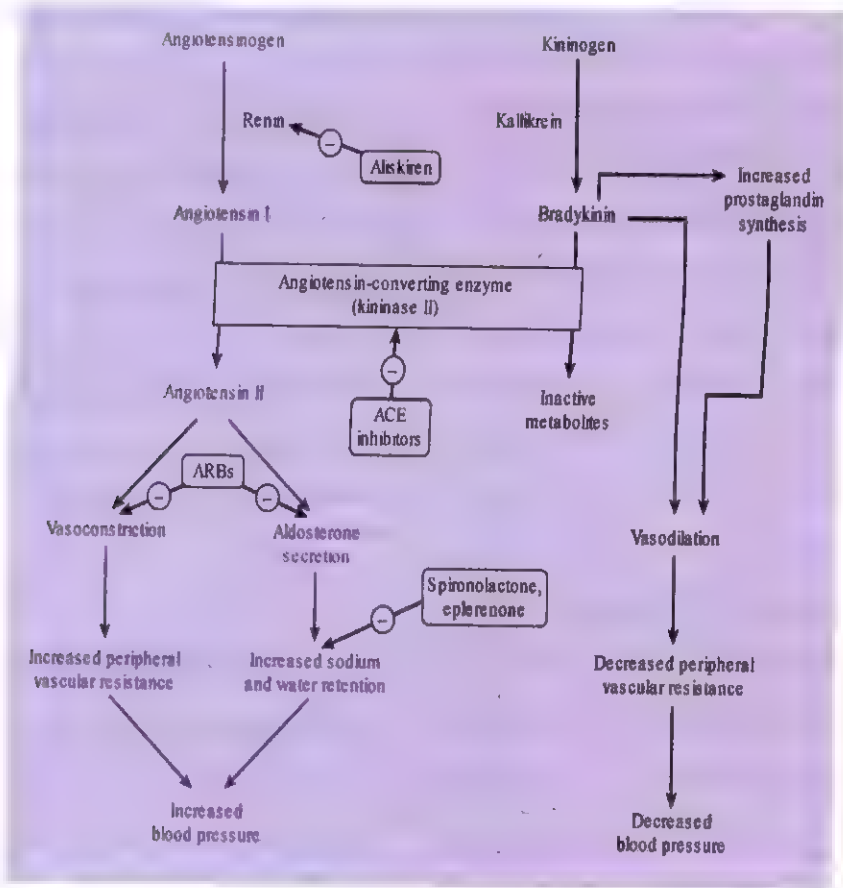 Angiotensinogen
Kininogen
Renin
Kallikrein
Aliskiren
Increased
prostaglandin
synthesis
Angiotensin I
Bradykinin
Angiotensin-converting enzyme
(kininase II)
Angiotensin II
Inactive
metabolites
ACE
inhibitors
ARBs
Vasoconstriction
Aldosterone
secretion
Vasodilation
Spironolactone,
eplerenone
Increased peripheral
vascular resistance
Increased sodium
and water retention
Decreased peripheral
vascular resistance
Increased
blood pressure
Decreased
blood pressure